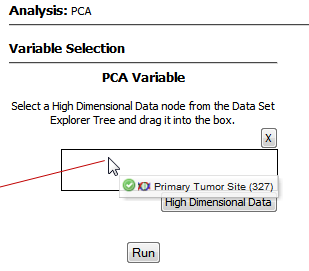 Analysis: PCA
Variable Selection
PCA Variable
Select a High Dimensional Data node from the Data Set
Explorer Tree and drag it into the box.
X
Primary Tumor Site (327)
High Dimensional Data
Run